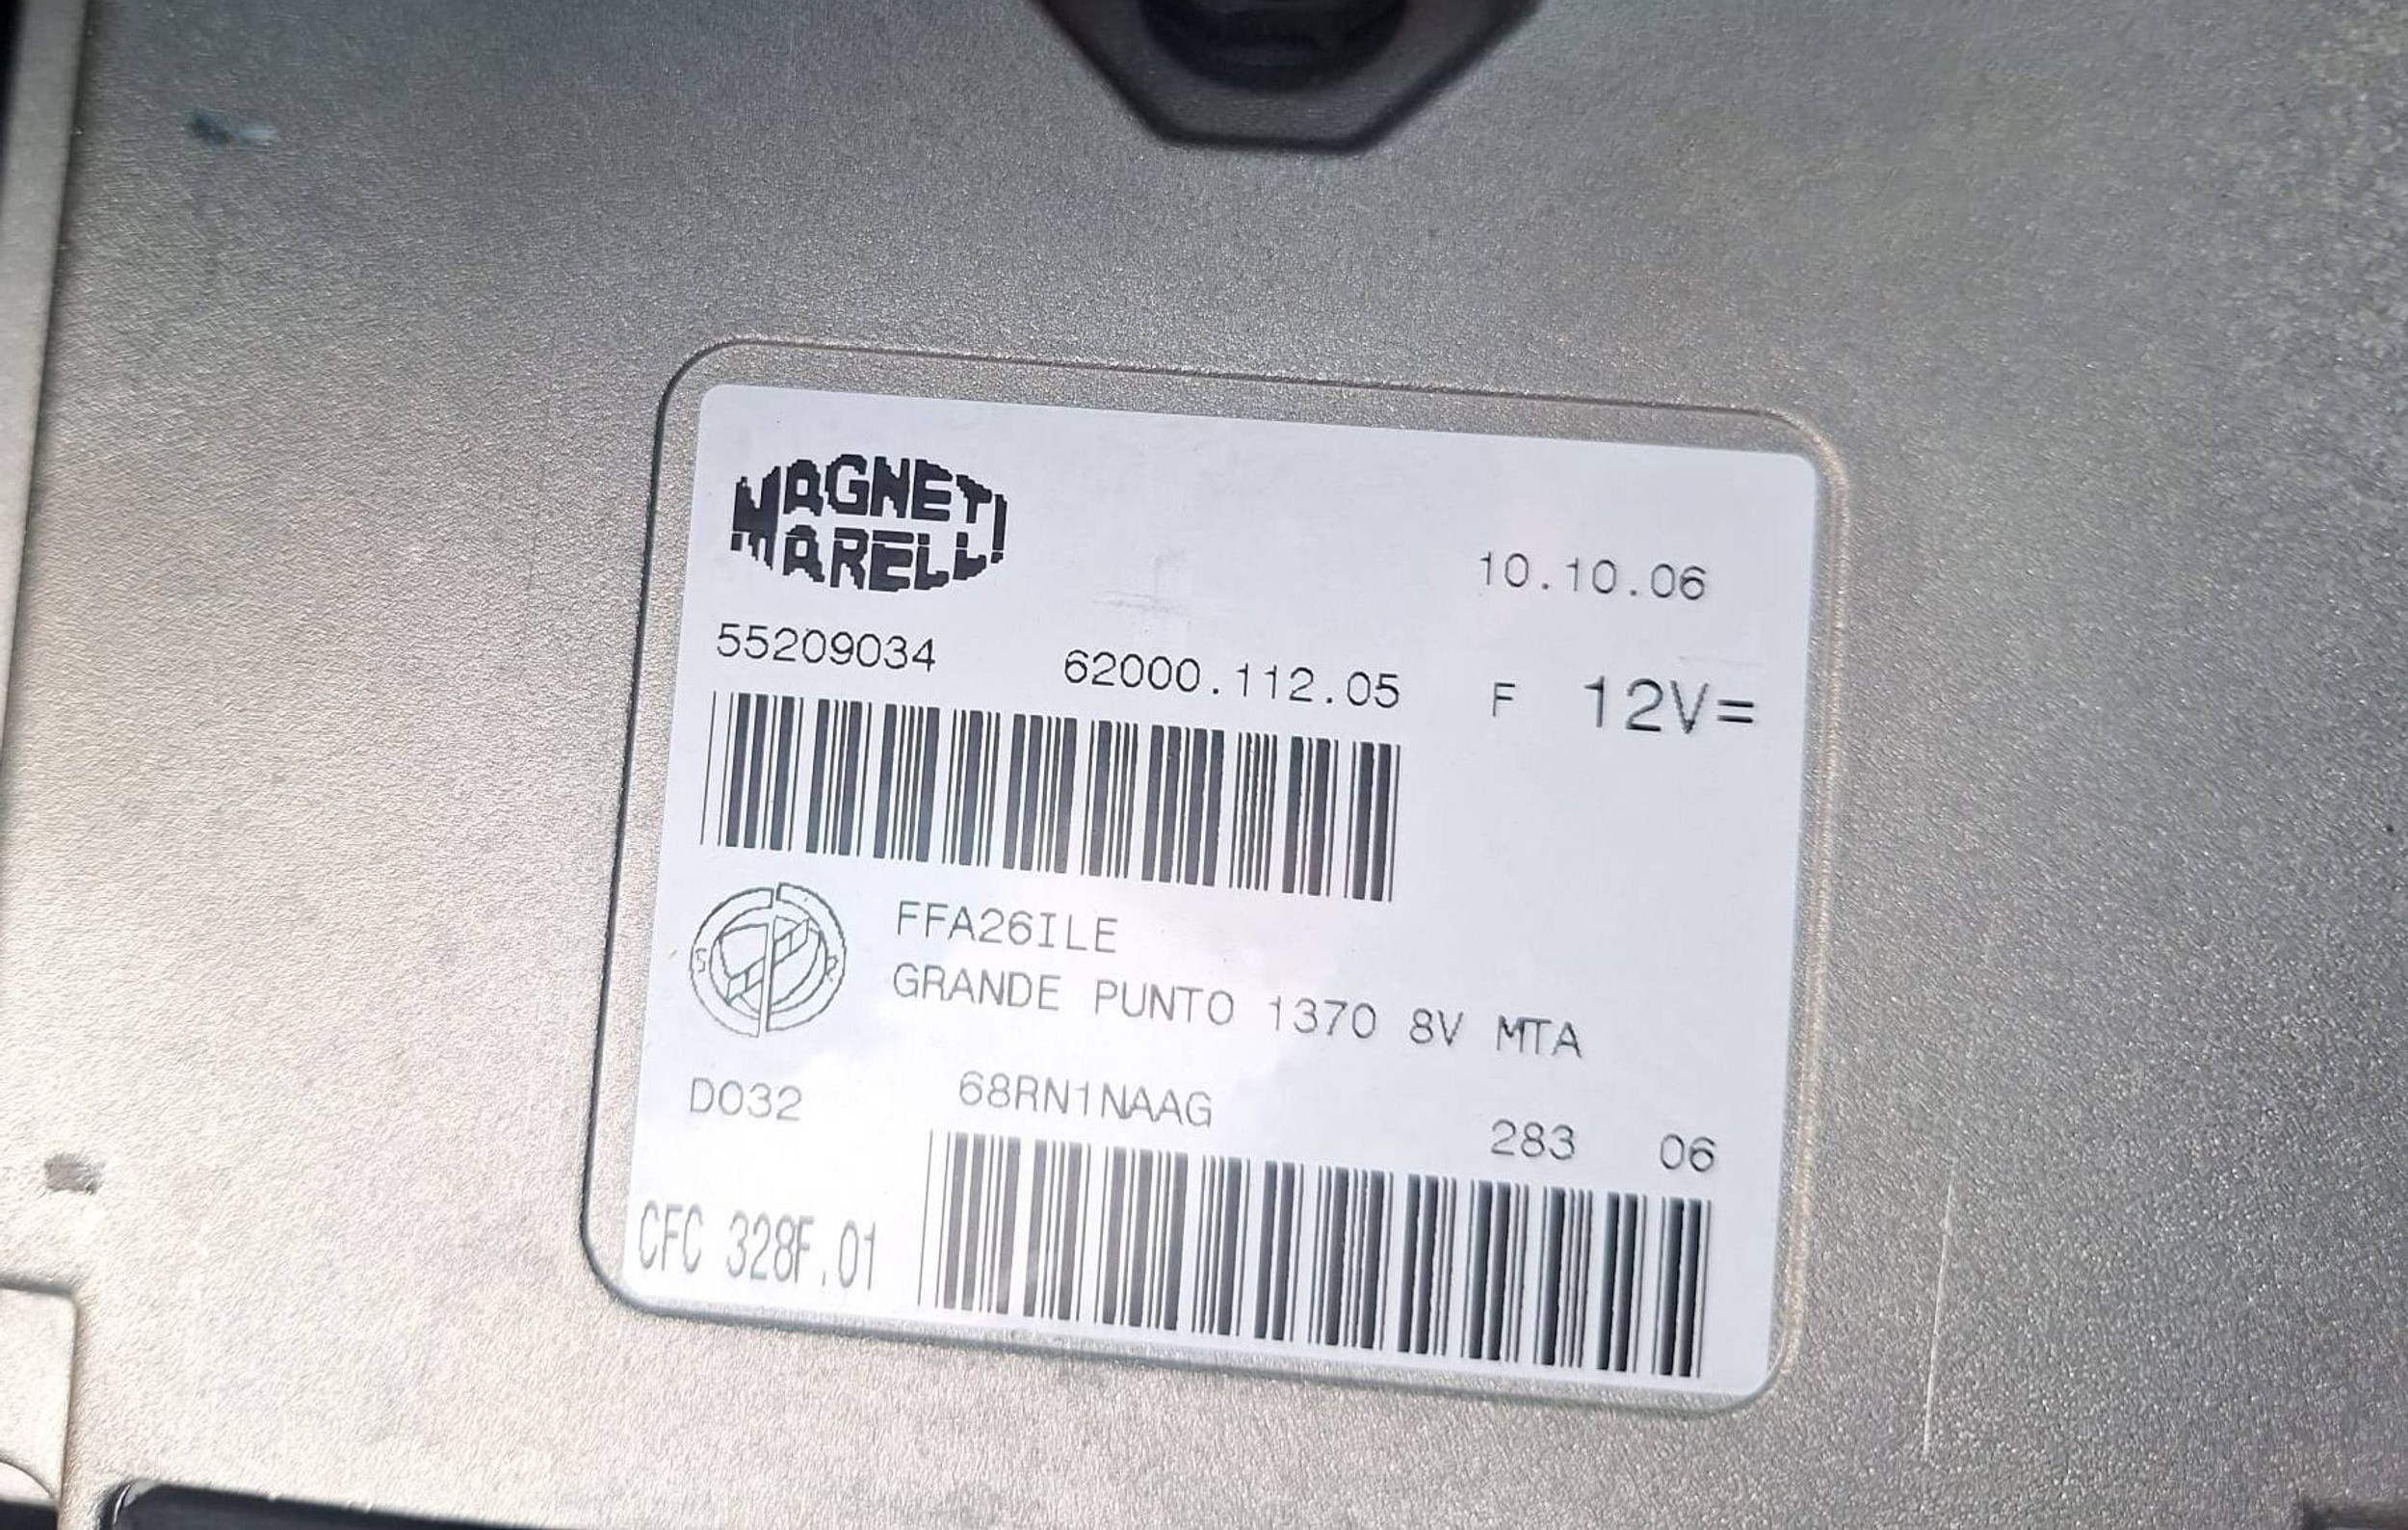 MAGNETI
MARELLI
10.10.06
55209034 62000.112.05 F 12V=
FFA26ILE
GRANDE PUNTO 1370 8V MTA
D032 68RN1NAAG 283 06
CFC 328F.01